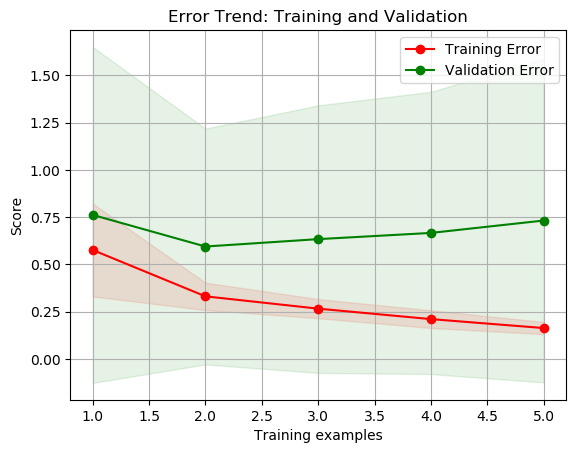 Error Trend: Training and Validation
Training Error
Validation Error
Score
1.50
1.25
1.00
0.75
0.50
0.25
0.00
1.0 1.5 2.0 2.5 3.0 3.5 4.0 4.5 5.0
Training examples